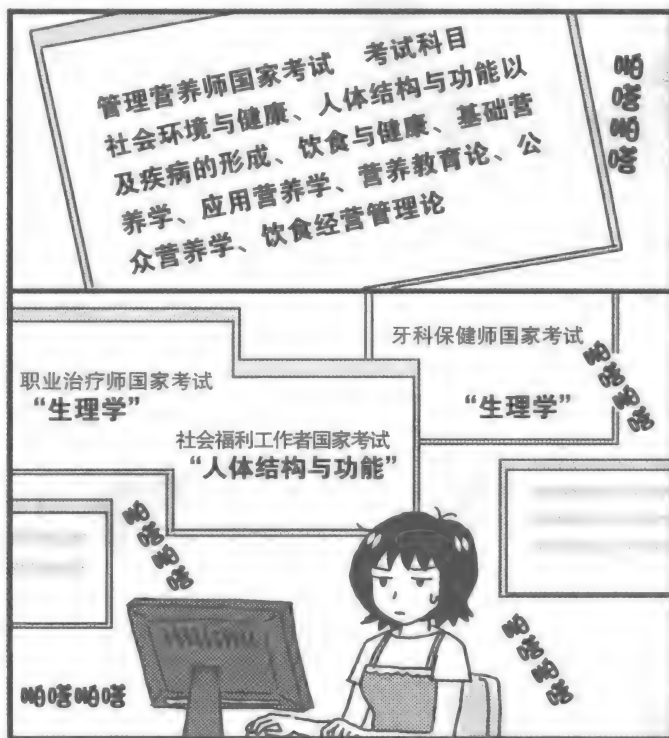 管理营养师国家考试　考试科目
社会环境与健康、人体结构与功能以
及疾病的形成、饮食与健康、基础营
养学、应用营养学、营养教育论、公
众营养学、饮食经营管理论
啪嗒啪嗒
牙科保健师国家考试
“生理学”
啪嗒啪嗒
职业治疗师国家考试
“生理学”
社会福利工作者国家考试
“人体结构与功能”
啪嗒啪嗒
啪嗒啪嗒
啪嗒啪嗒